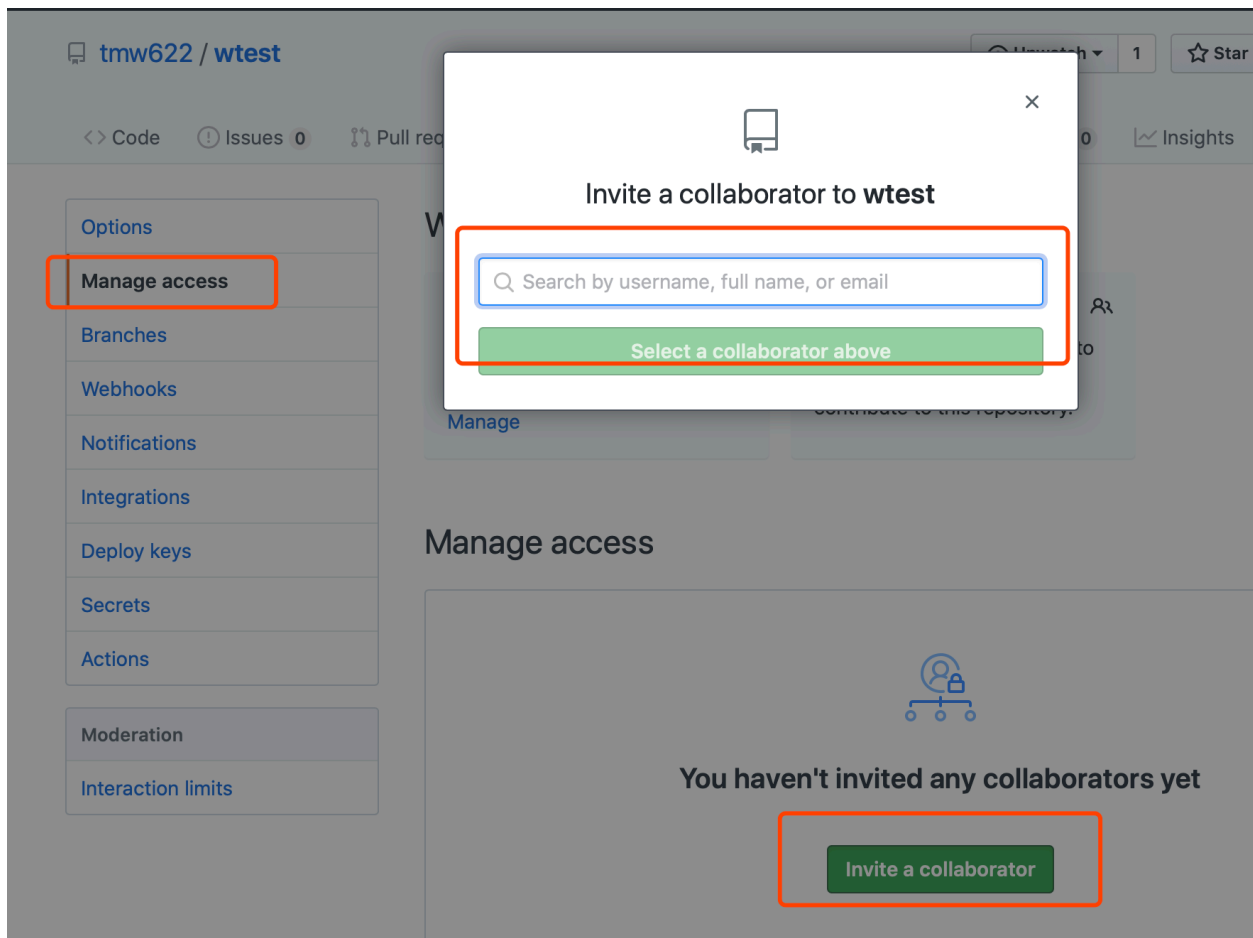 tmw622 / wtest
1
Star
Code
Issues 0
Pull req
0
Insights
Invite a collaborator to wtest
Search by username, full name, or email
Select a collaborator above
Options
Manage access
Branches
Webhooks
Notifications
Integrations
Deploy keys
Secrets
Actions
Moderation
Interaction limits
W
to
contribute to this repository.
Manage
Manage access
You haven't invited any collaborators yet
Invite a collaborator